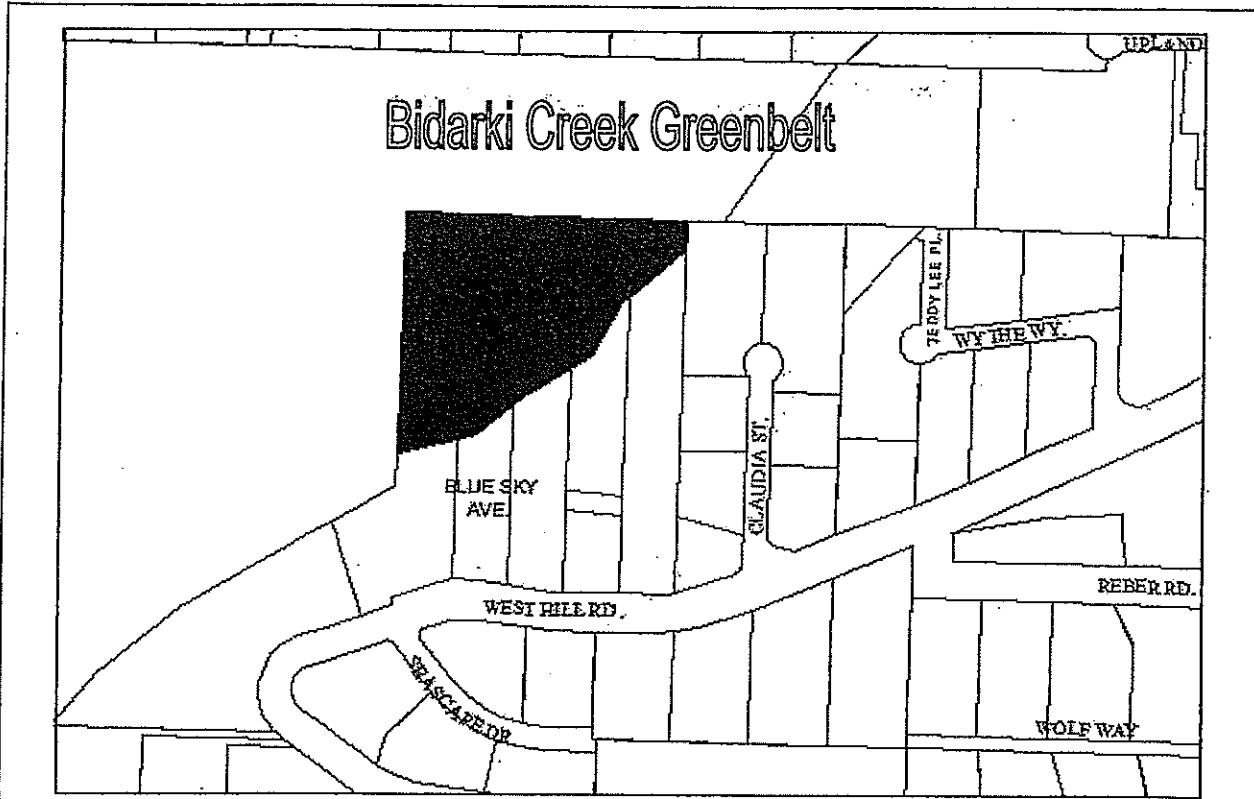 UPLAND
Bidarki Creek Greenbelt
TEDDY LEE PL.
WYTHE WY.
CLAUDIA ST.
BLUE SKY
AVE.
WEST HILL RD.
REBER RD.
SEASCAPE DR
WOLF WAY